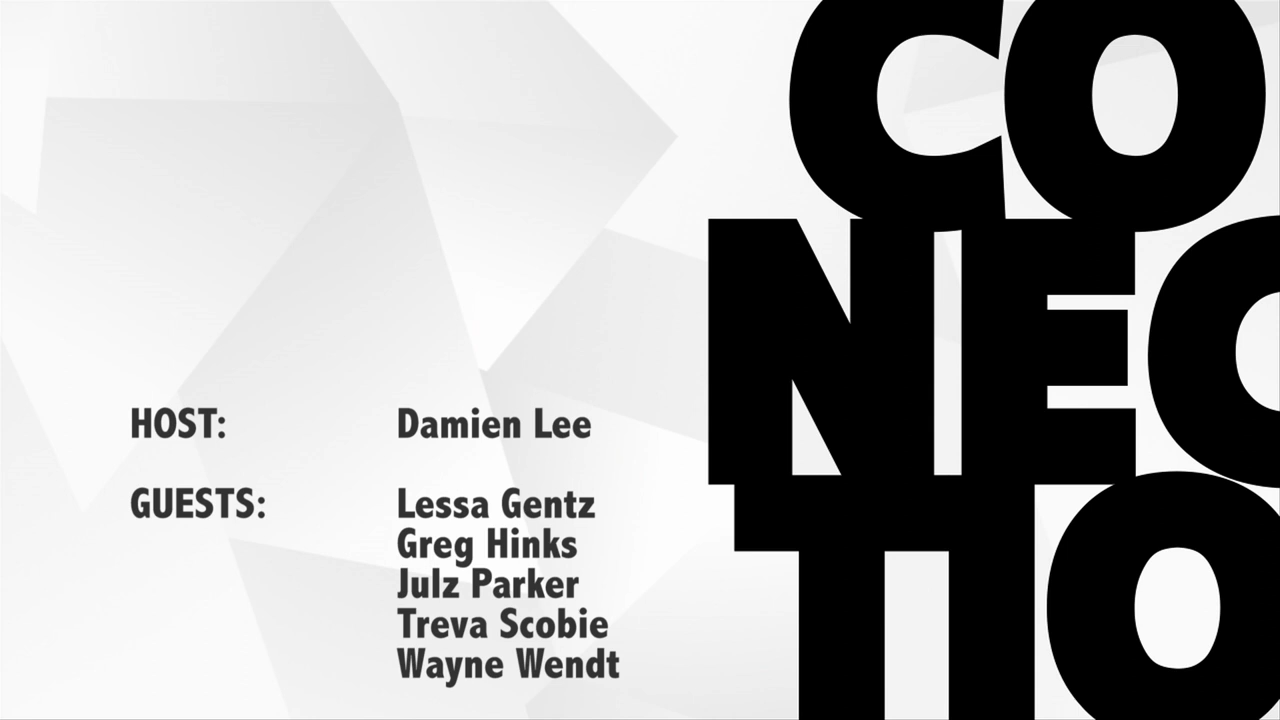 CO
NEC
TIO
HOST: Damien Lee
GUESTS: Lessa Gentz
Greg Hinks
Julz Parker
Treva Scobie
Wayne Wendt